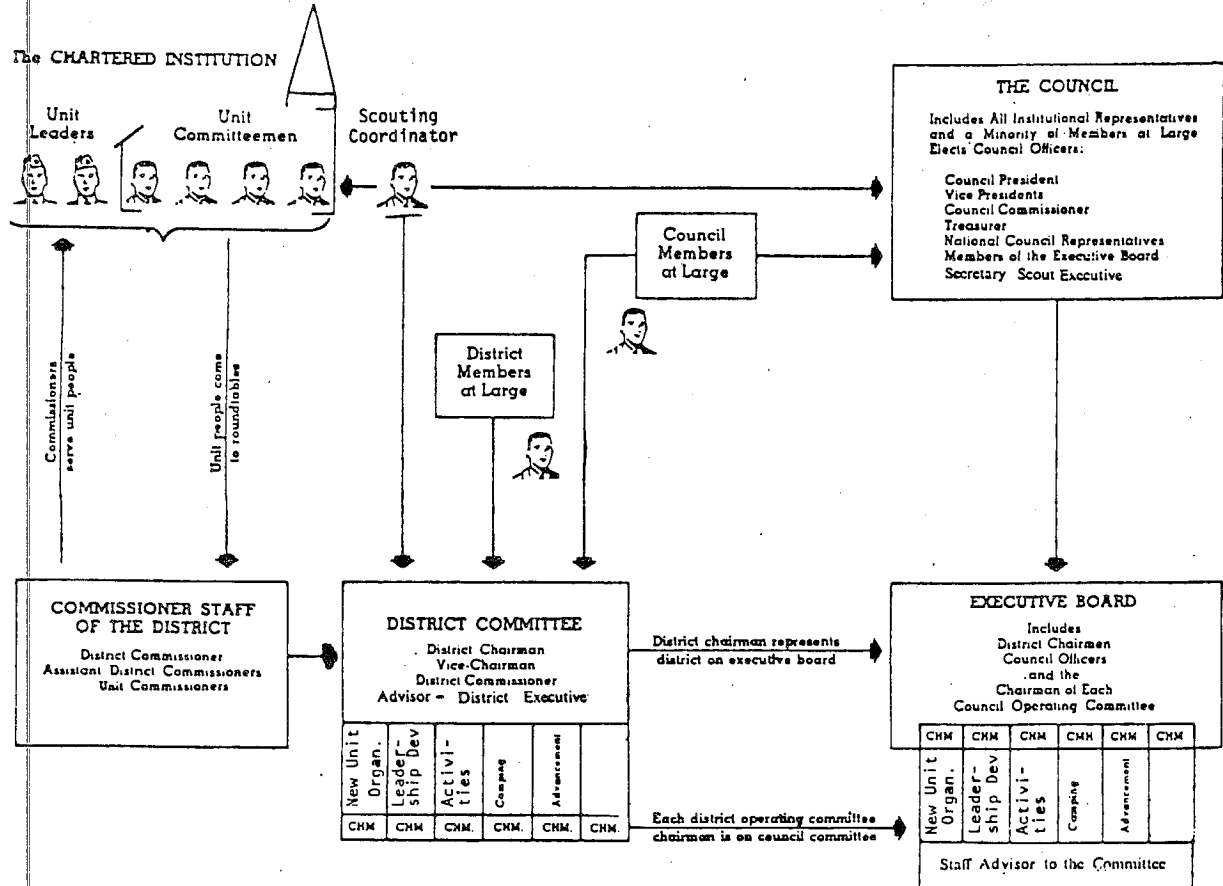 The CHARTERED INSTITUTION
Unit
Leaders
Unit
Committeemen
Scouting
Coordinator
THE COUNCIL
Includes All Institutional Representatives
and a Minority of Members at Large
Elects Council Officers:
Council President
Vice Presidents
Council Commissioner
Treasurer
National Council Representatives
Members of the Executive Board
Secretary Scout Executive
Council
Members
at Large
District
Members
at Large
Commissioners
serve unit people
Unit people come
to roundtables
COMMISSIONER STAFF
OF THE DISTRICT
District Commissioner
Assistant District Commissioners
Unit Commissioners
DISTRICT COMMITTEE
District Chairman
Vice-Chairman
District Commissioner
Advisor - District Executive
New Unit
Organ.
Leader-
ship Dev
Activi-
ties
Camping
Advancement
CHM
CHM
CHM.
CHM.
CHM.
CHM.
District chairman represents
district on executive board
Each district operating committee
chairman is on council committee
EXECUTIVE BOARD
Includes
District Chairmen
Council Officers
and the
Chairman of Each
Council Operating Committee
CHM
CHM
CHM
CMH
CHM
CHM
New Unit
Organ.
Leader-
ship Dev
Activi-
ties
Camping
Advancement
Staff Advisor to the Committee